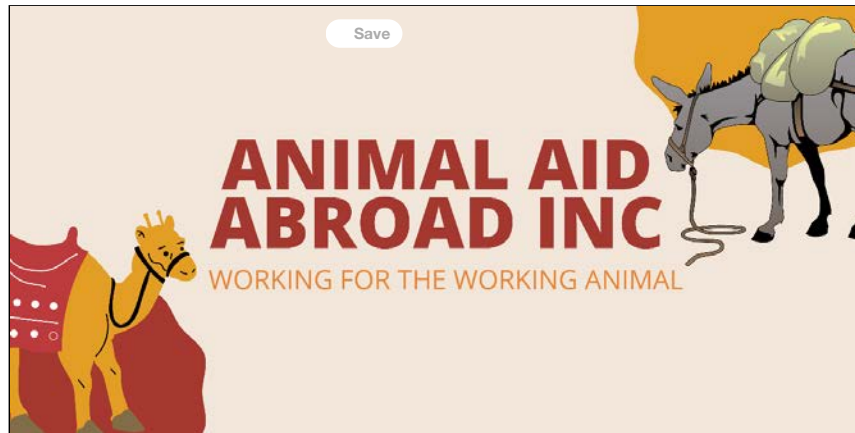 Save
ANIMAL AID
ABROAD INC
WORKING FOR THE WORKING ANIMAL